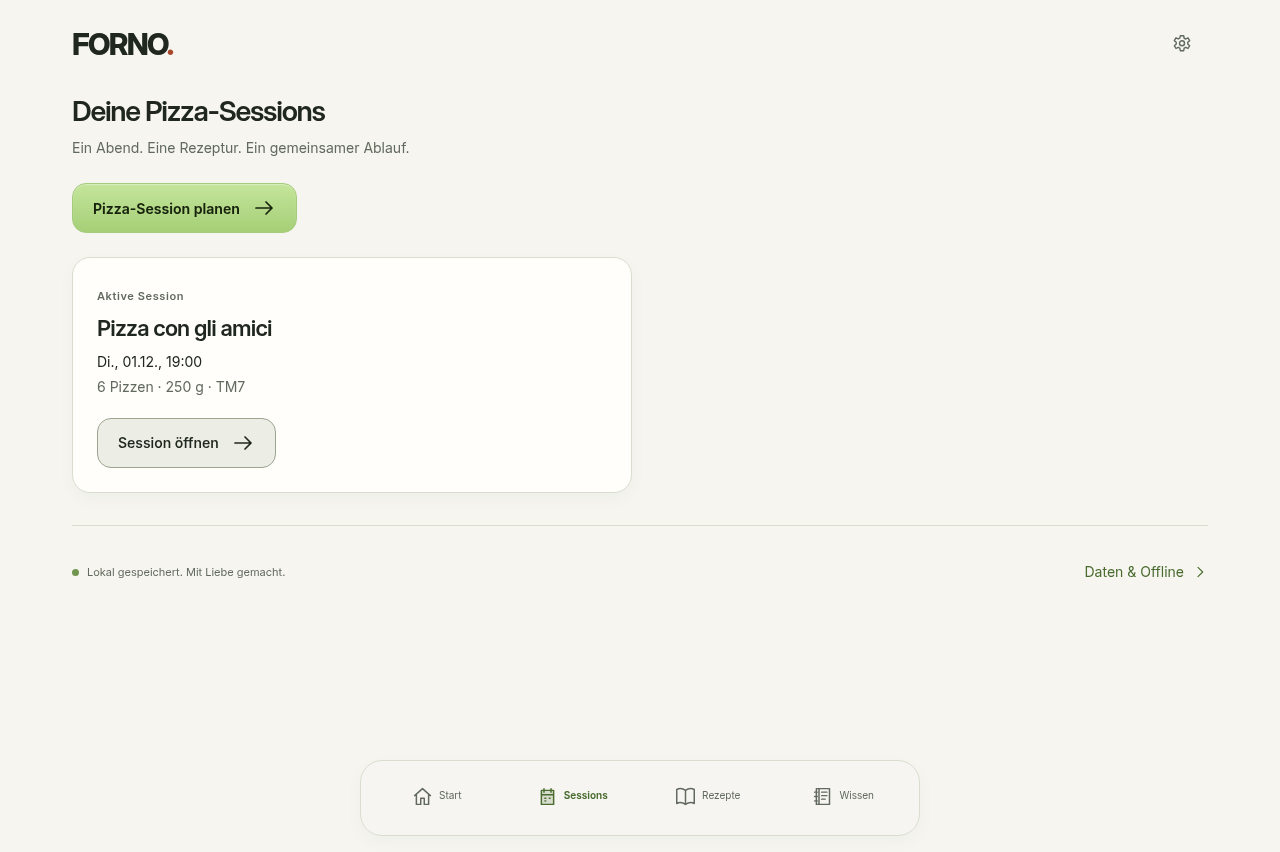 FORNO.
Deine Pizza-Sessions
Ein Abend. Eine Rezeptur. Ein gemeinsamer Ablauf.
Pizza-Session planen
Aktive Session
Pizza con gli amici
Di., 01.12., 19:00
6 Pizzen · 250 g · TM7
Session öffnen
Lokal gespeichert. Mit Liebe gemacht.
Daten & Offline
Start
Sessions
Rezepte
Wissen